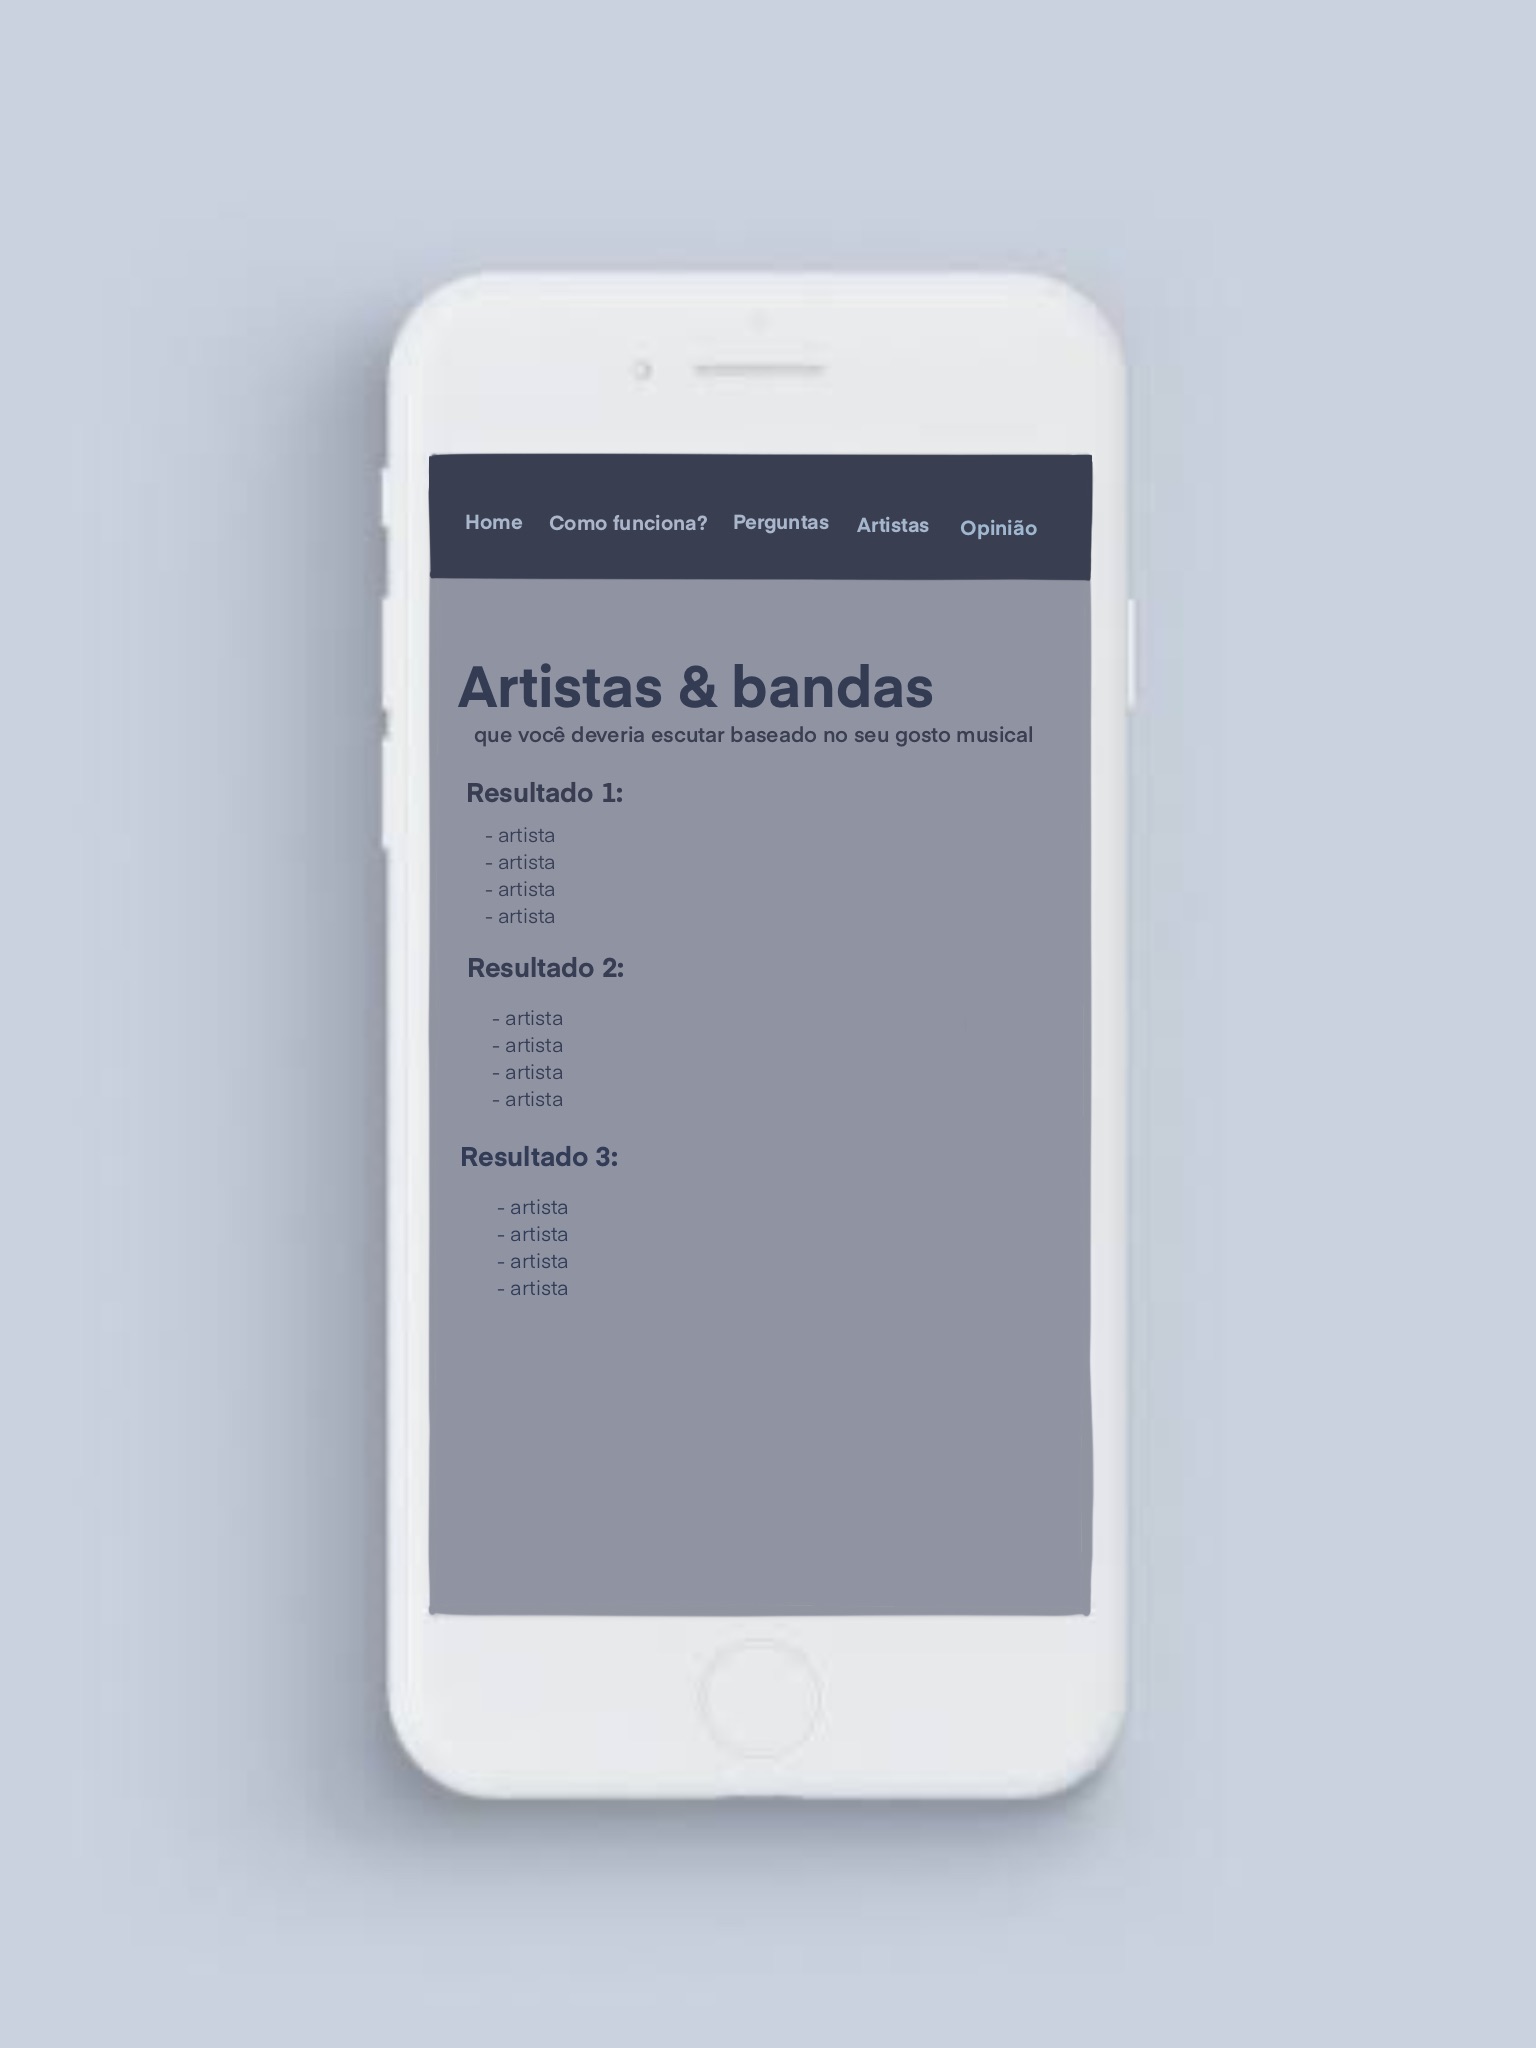 Home Como funciona? Perguntas Artistas Opinião
Artistas & bandas
que você deveria escutar baseado no seu gosto musical
Resultado 1:
- artista
- artista
- artista
- artista
Resultado 2:
- artista
- artista
- artista
- artista
Resultado 3:
- artista
- artista
- artista
- artista